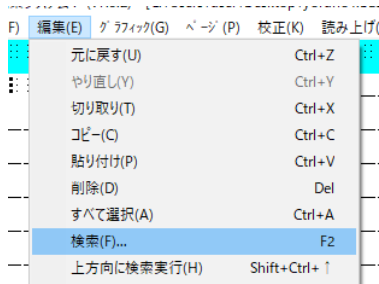 F) 編集(E) グラフィック(G) ページ(P) 校正(K) 読み上げ(
元に戻す(U) Ctrl+Z
やり直し(Y) Ctrl+Y
切り取り(T) Ctrl+X
コピー(C) Ctrl+C
貼り付け(P) Ctrl+V
削除(D) Del
すべて選択(A) Ctrl+A
検索(F)... F2
上方向に検索実行(H) Shift+Ctrl+↑